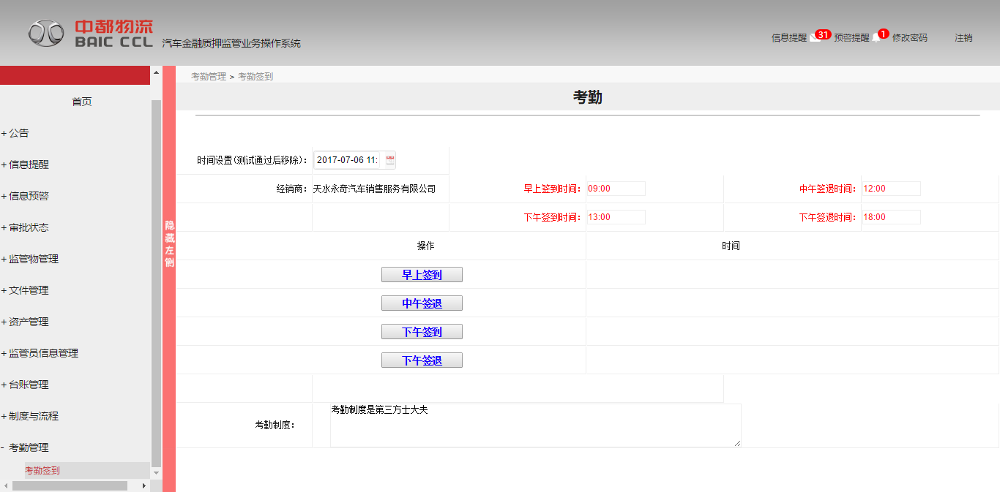 中都物流
BAIC CCL
汽车金融质押监管业务操作系统
信息提醒 31 预警提醒 1 修改密码 注销
首页
+ 公告
+ 信息提醒
+ 信息预警
+ 审批状态
+ 监管物管理
+ 文件管理
+ 资产管理
+ 监管员信息管理
+ 台账管理
+ 制度与流程
- 考勤管理
考勤签到
隐藏左侧
考勤管理 > 考勤签到
考勤
时间设置(测试通过后移除): 2017-07-06 11:
经销商: 天水永奇汽车销售服务有限公司 早上签到时间: 09:00 中午签退时间: 12:00
下午签到时间: 13:00 下午签退时间: 18:00
操作 时间
早上签到
中午签退
下午签到
下午签退
考勤制度: 考勤制度是第三方士大夫